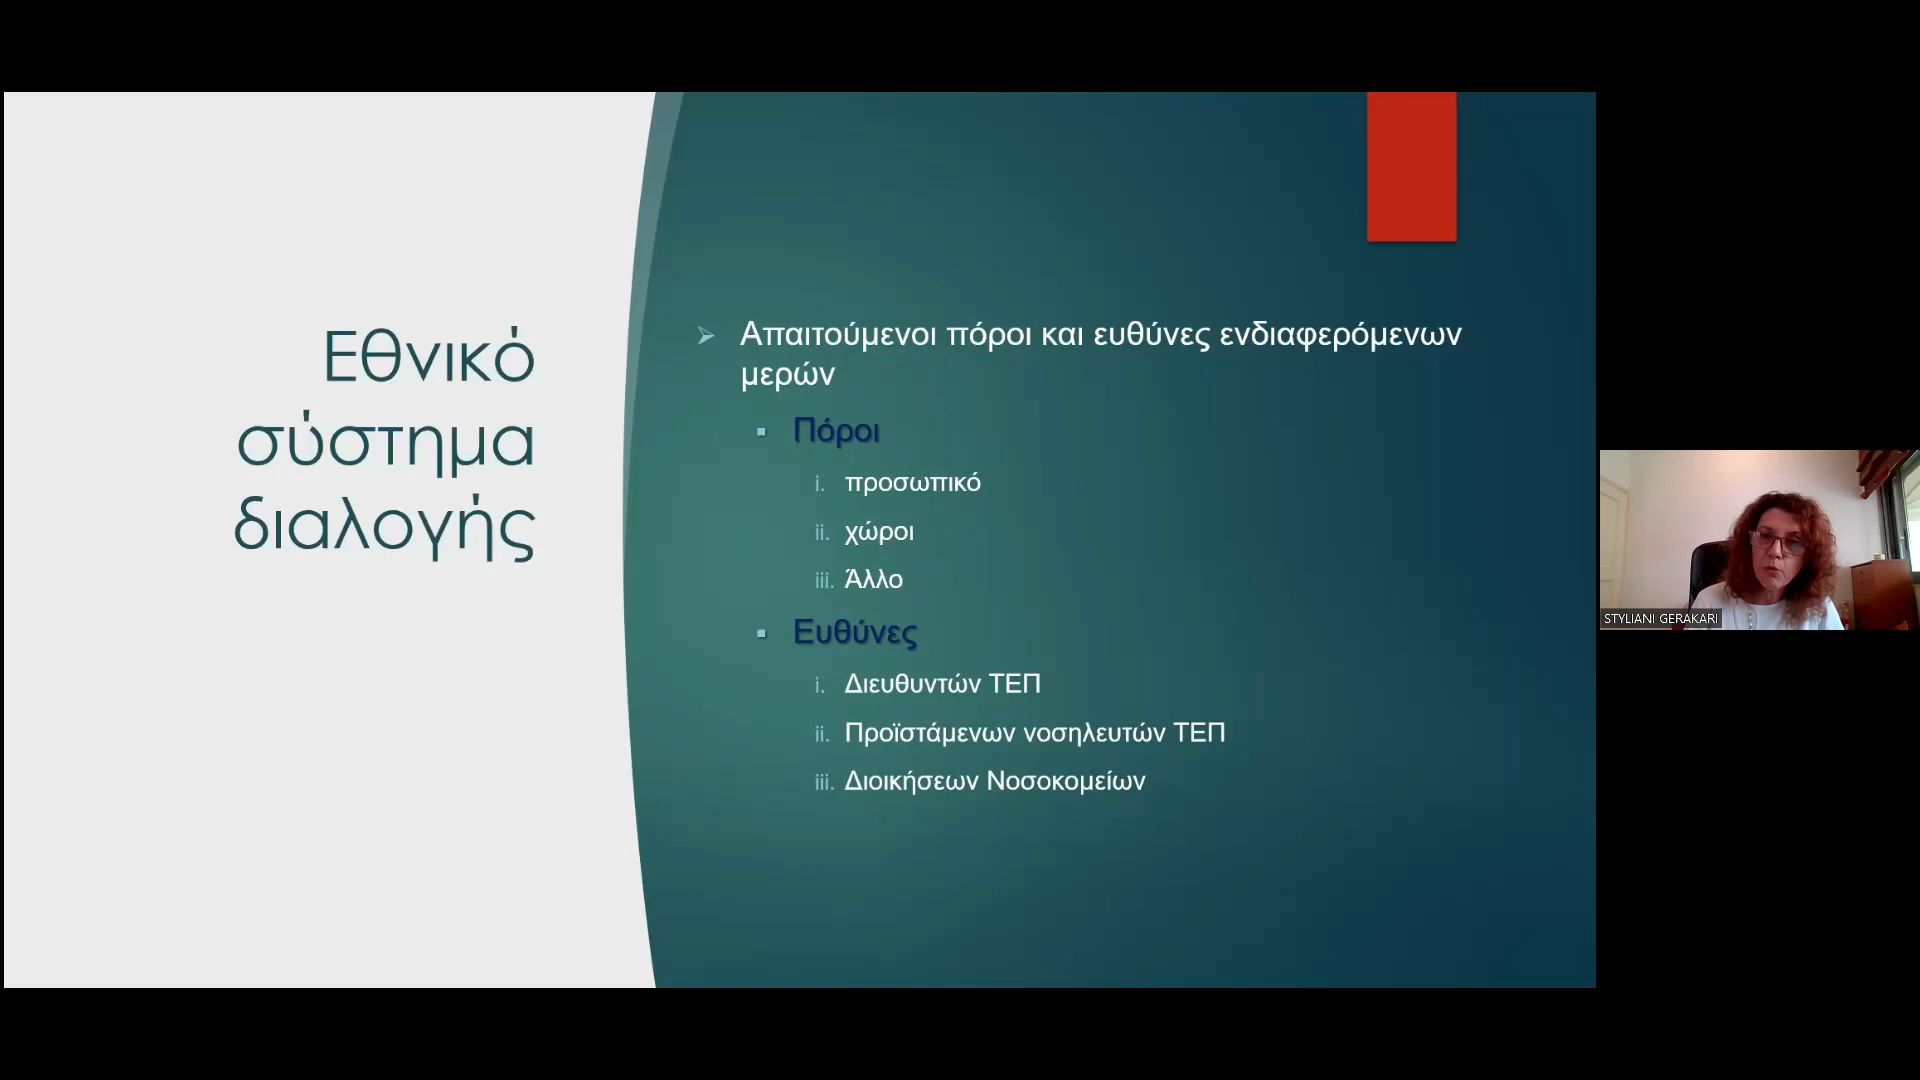 Εθνικό
σύστημα
διαλογής
Απαιτούμενοι πόροι και ευθύνες ενδιαφερόμενων
μερών
Πόροι
i. προσωπικό
ii. χώροι
iii. Άλλο
Ευθύνες
i. Διευθυντών ΤΕΠ
ii. Προϊστάμενων νοσηλευτών ΤΕΠ
iii. Διοικήσεων Νοσοκομείων
STYLIANI GERAKARI